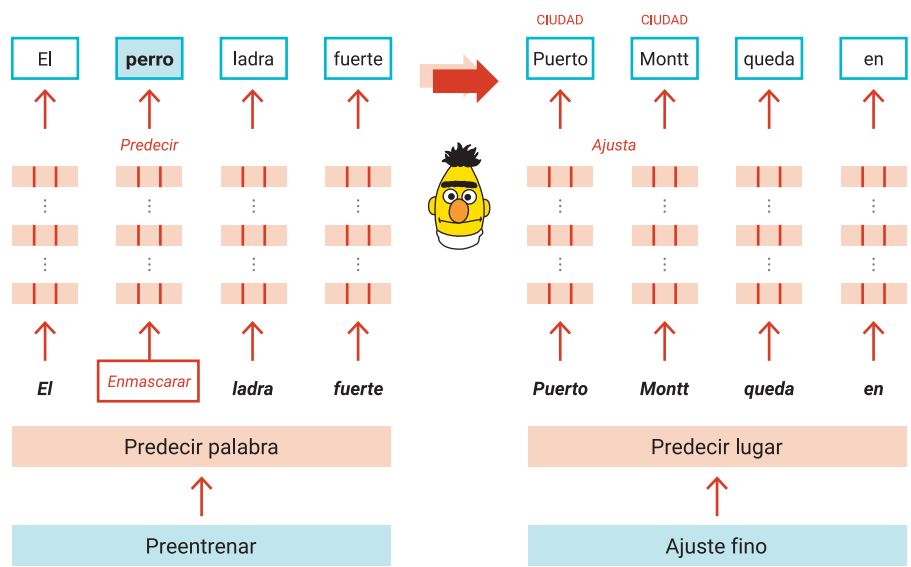 CIUDAD CIUDAD
El perro ladra fuerte Puerto Montt queda en
Predecir Ajusta
El Enmascarar ladra fuerte Puerto Montt queda en
Predecir palabra Predecir lugar
Preentrenar Ajuste fino